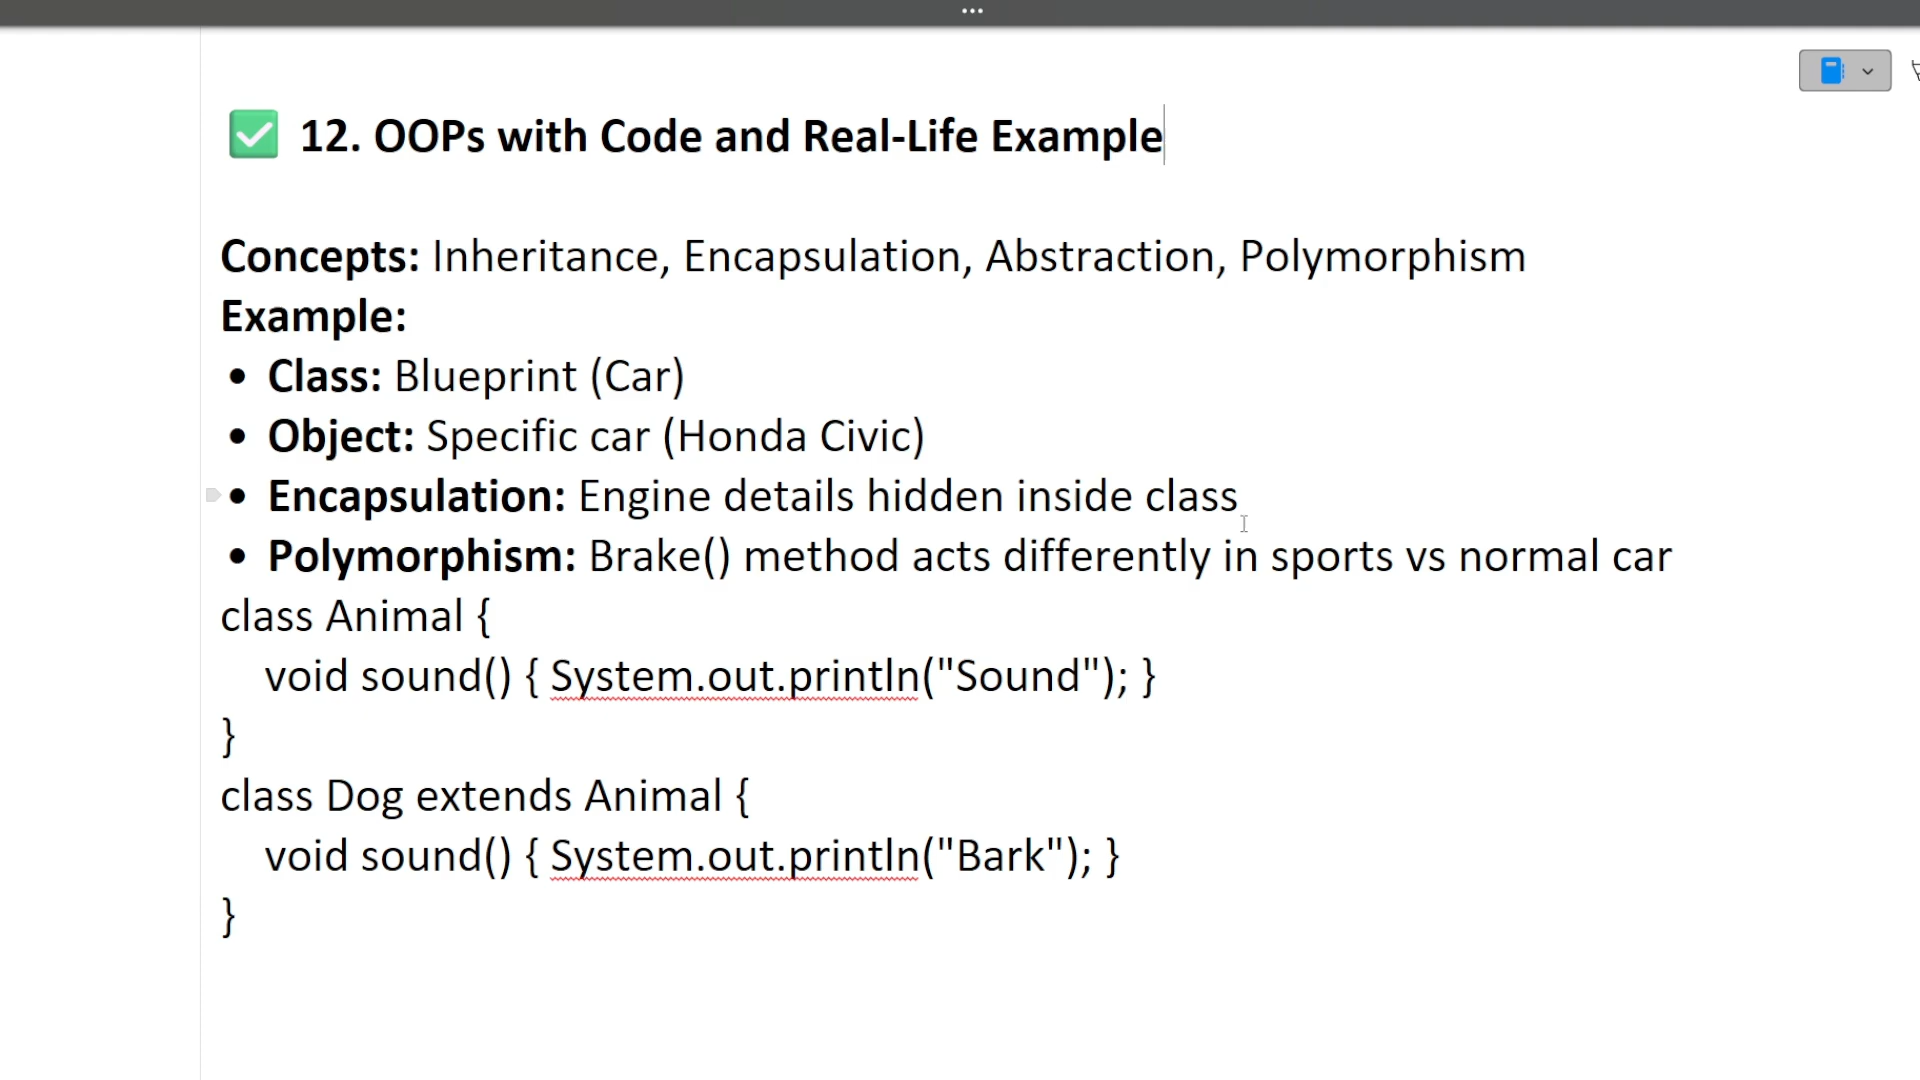 ✅ 12. OOPs with Code and Real-Life Example
Concepts: Inheritance, Encapsulation, Abstraction, Polymorphism
Example:
• Class: Blueprint (Car)
• Object: Specific car (Honda Civic)
• Encapsulation: Engine details hidden inside class
• Polymorphism: Brake() method acts differently in sports vs normal car
class Animal {
    void sound() { System.out.println("Sound"); }
}
class Dog extends Animal {
    void sound() { System.out.println("Bark"); }
}